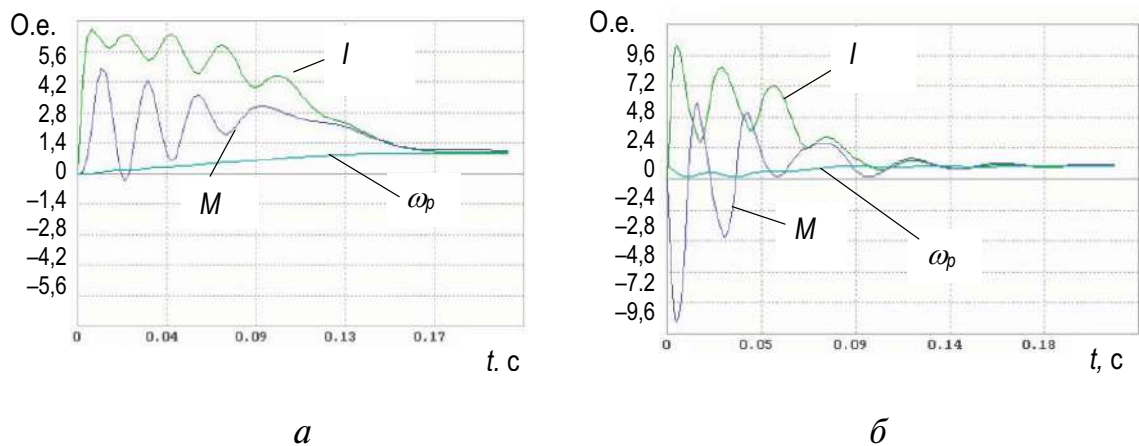 О.е.
5,6
4,2
2,8
1,4
0
–1,4
–2,8
–4,2
–5,6
I
M
ωp
0
0.04
0.09
0.13
0.17
t. с
а
О.е.
9,6
7,2
4,8
2,4
0
–2,4
–4,8
–7.2
–9,6
I
M
ωp
0
0.05
0.09
0.14
0.18
t, с
б